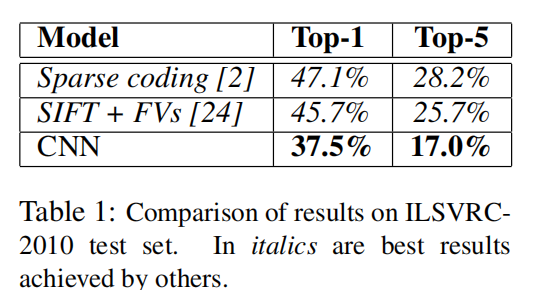 Model Top-1 Top-5
Sparse coding [2] 47.1% 28.2%
SIFT + FVs [24] 45.7% 25.7%
CNN 37.5% 17.0%
Table 1: Comparison of results on ILSVRC-
2010 test set. In italics are best results
achieved by others.